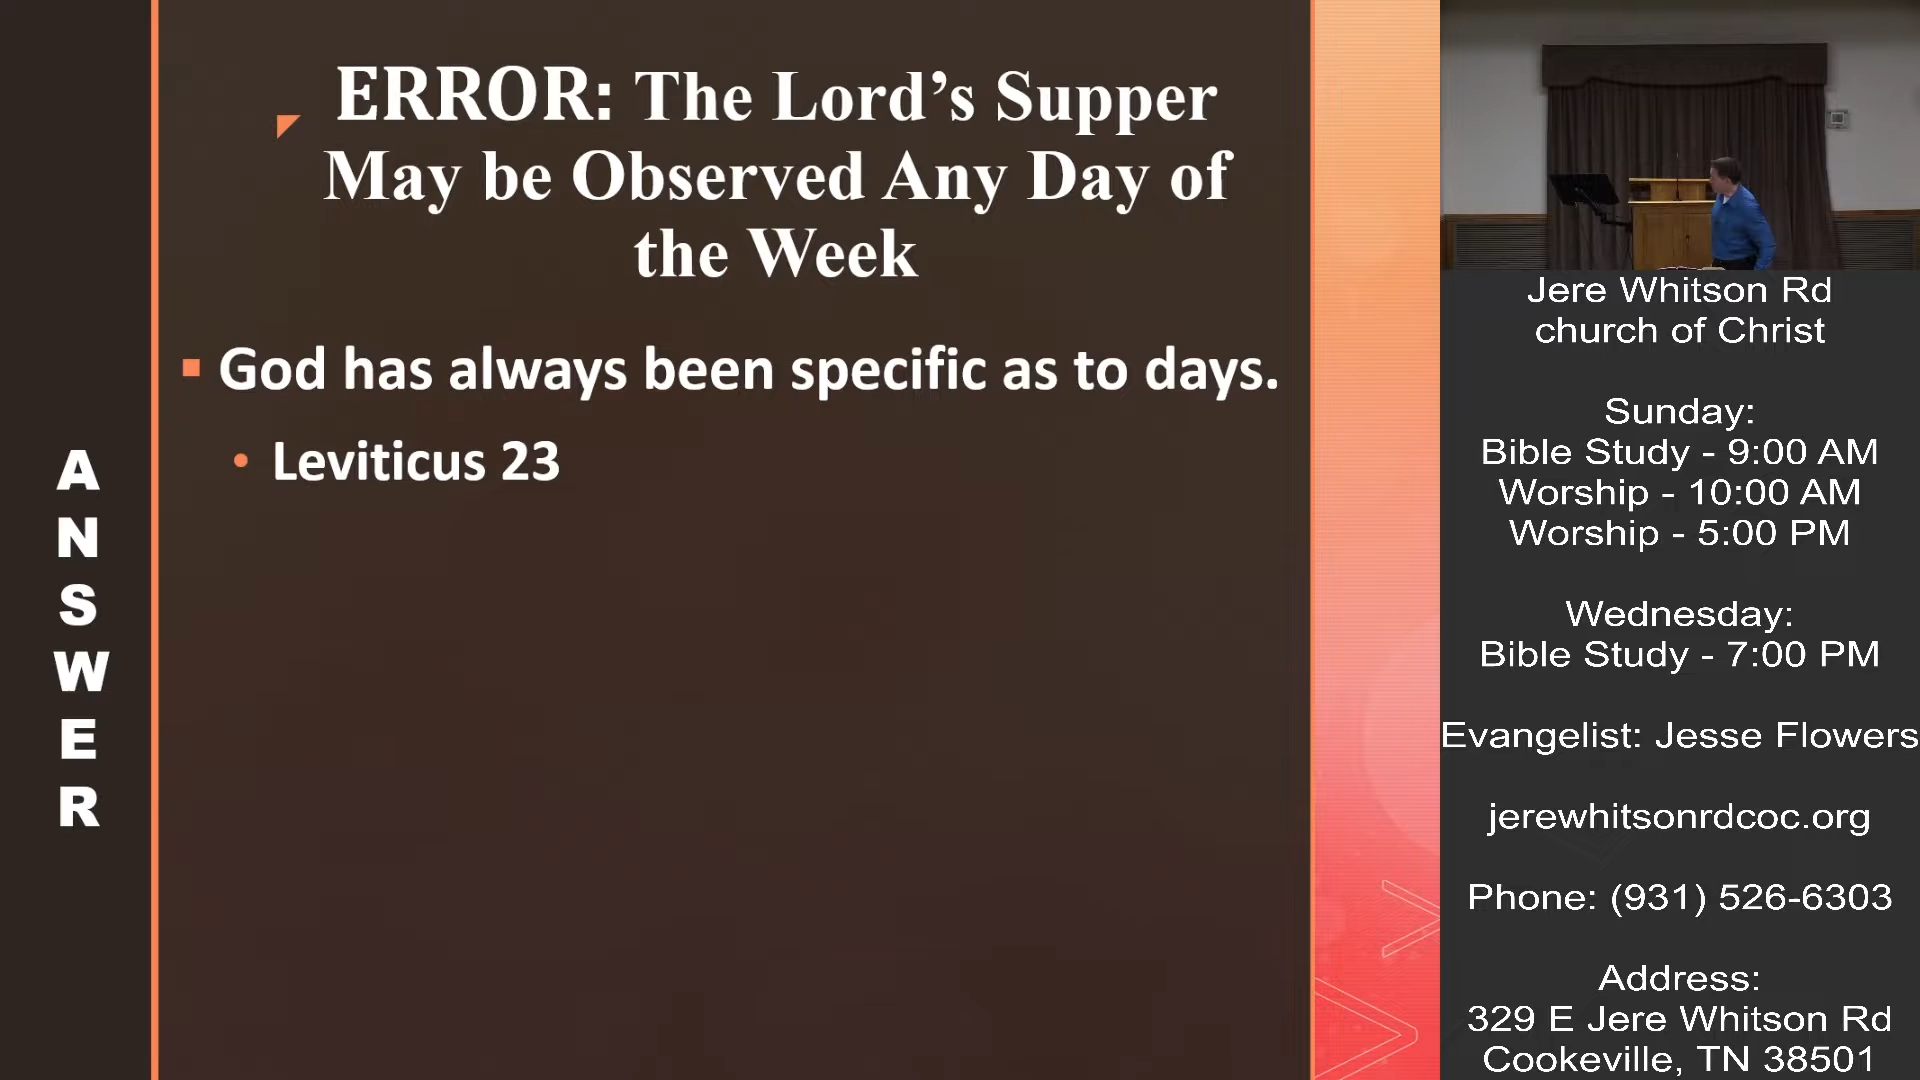 ERROR: The Lord's Supper
May be Observed Any Day of
the Week
▪ God has always been specific as to days.
• Leviticus 23
A
N
S
W
E
R
Jere Whitson Rd
church of Christ
Sunday:
Bible Study - 9:00 AM
Worship - 10:00 AM
Worship - 5:00 PM
Wednesday:
Bible Study - 7:00 PM
Evangelist: Jesse Flowers
jerewhitsonrdcoc.org
Phone: (931) 526-6303
Address:
329 E Jere Whitson Rd
Cookeville, TN 38501